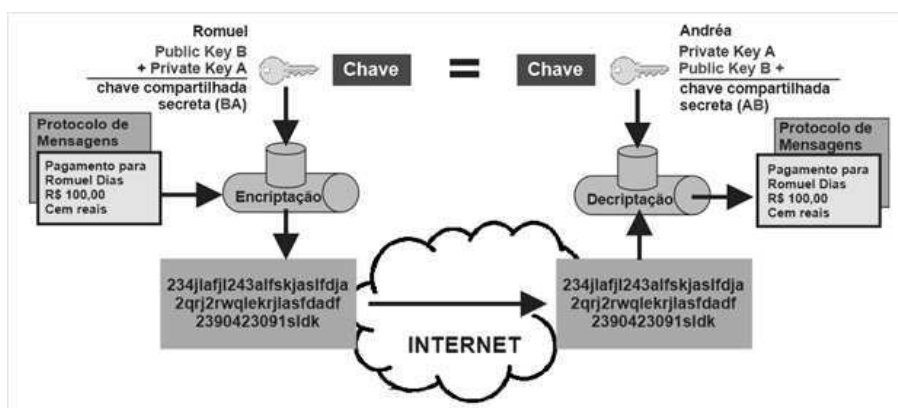 Romuel
Public Key B
+ Private Key A
chave compartilhada
secreta (BA)
Chave
=
Chave
Andréa
Private Key A
Public Key B +
chave compartilhada
secreta (AB)
Protocolo de
Mensagens
Pagamento para
Romuel Dias
R$ 100,00
Cem reais
Encriptação
Decriptação
Protocolo de
Mensagens
Pagamento para
Romuel Dias
R$ 100,00
Cem reais
234jlafjl243alfskjaslfdja
2qrj2rwqlekrjlasfdadf
2390423091sldk
INTERNET
234jlafjl243alfskjaslfdja
2qrj2rwqlekrjlasfdadf
2390423091sldk